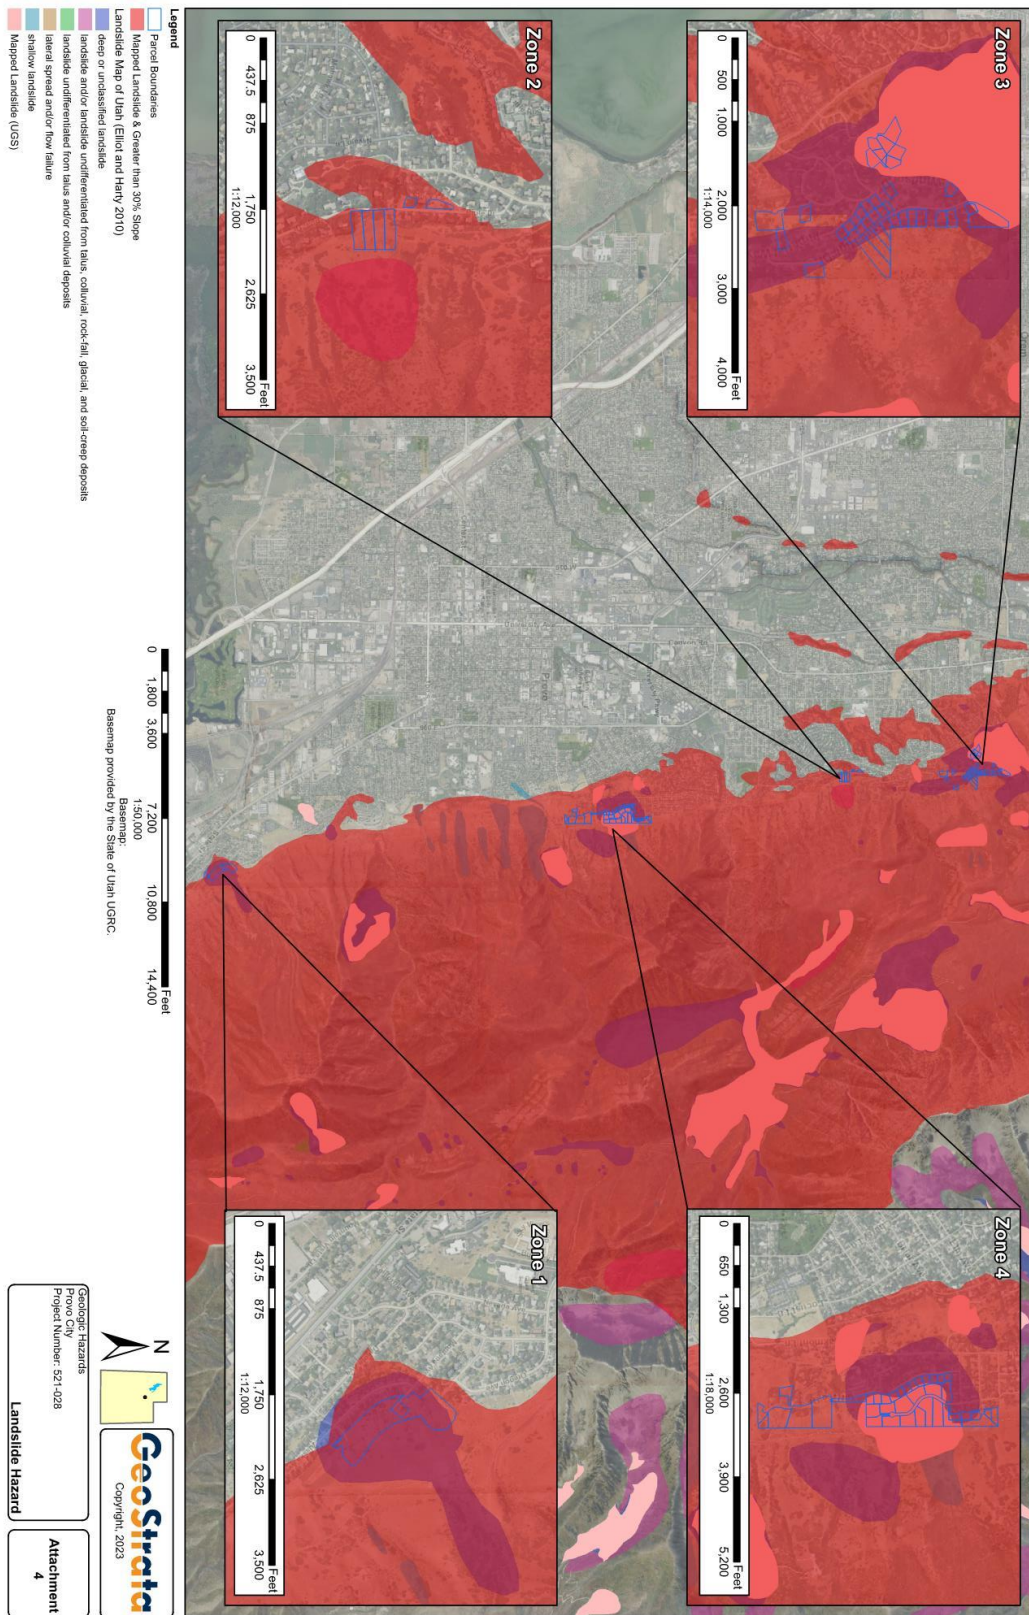 Zone 3
0 500 1,000 2,000 3,000 4,000
Feet
1:14,000
Zone 4
0 650 1,300 2,600 3,900 5,200
Feet
1:18,000
Zone 2
0 437.5 875 1,750 2,625 3,500
Feet
1:12,000
Zone 1
0 437.5 875 1,750 2,625 3,500
Feet
1:12,000
Provo
Legend
Parcel Boundaries
Mapped Landslide & Greater than 30% Slope
Landslide Map of Utah (Elliot and Harty 2010)
deep or unclassified landslide
landslide and/or landslide undifferentiated from talus, colluvial, rock-fall, glacial, and soil-creep deposits
landslide undifferentiated from talus and/or colluvial deposits
lateral spread and/or flow failure
shallow landslide
Mapped Landslide (UGS)
0 1,800 3,600 7,200 10,800 14,400
Feet
1:50,000
Basemap:
Basemap provided by the State of Utah UGRC.
N
GeoStrata
Copyright, 2023
Geologic Hazards
Provo City
Project Number: 521-028
Landslide Hazard
Attachment
4